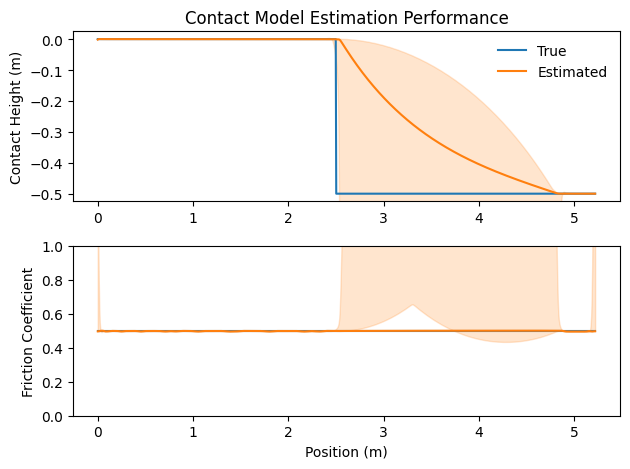 Contact Model Estimation Performance
Contact Height (m)
0.0
−0.1
−0.2
−0.3
−0.4
−0.5
True
Estimated
0 1 2 3 4 5
Friction Coefficient
1.0
0.8
0.6
0.4
0.2
0.0
0 1 2 3 4 5
Position (m)